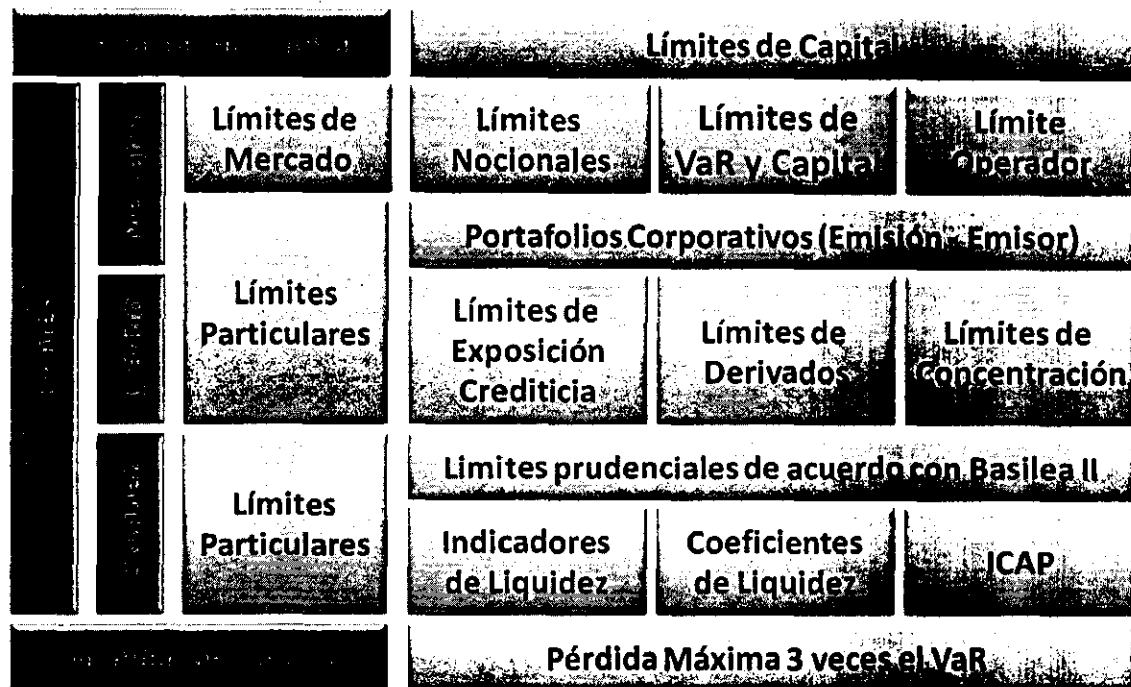 Límites de Capital
Límites de
Mercado
Límites
Nocionales
Límites de
VaR y Capital
Límite
Operador
Portafolios Corporativos (Emisión - Emisor)
Límites
Particulares
Límites de
Exposición
Crediticia
Límites de
Derivados
Límites de
Concentración
Limites prudenciales de acuerdo con Basilea II
Límites
Particulares
Indicadores
de Liquidez
Coeficientes
de Liquidez
ICAP
Pérdida Máxima 3 veces el VaR